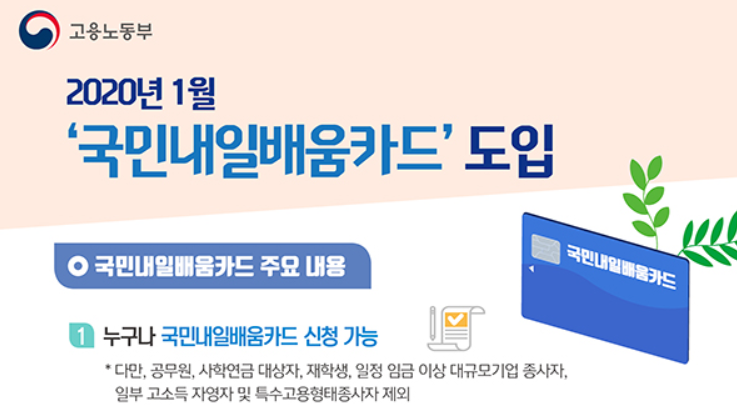 고용노동부
2020년 1월
‘국민내일배움카드’ 도입
국민내일배움카드 주요 내용
국민내일배움카드
1 누구나 국민내일배움카드 신청 가능
* 다만, 공무원, 사학연금 대상자, 재학생, 일정 임금 이상 대규모기업 종사자,
일부 고소득 자영자 및 특수고용형태종사자 제외